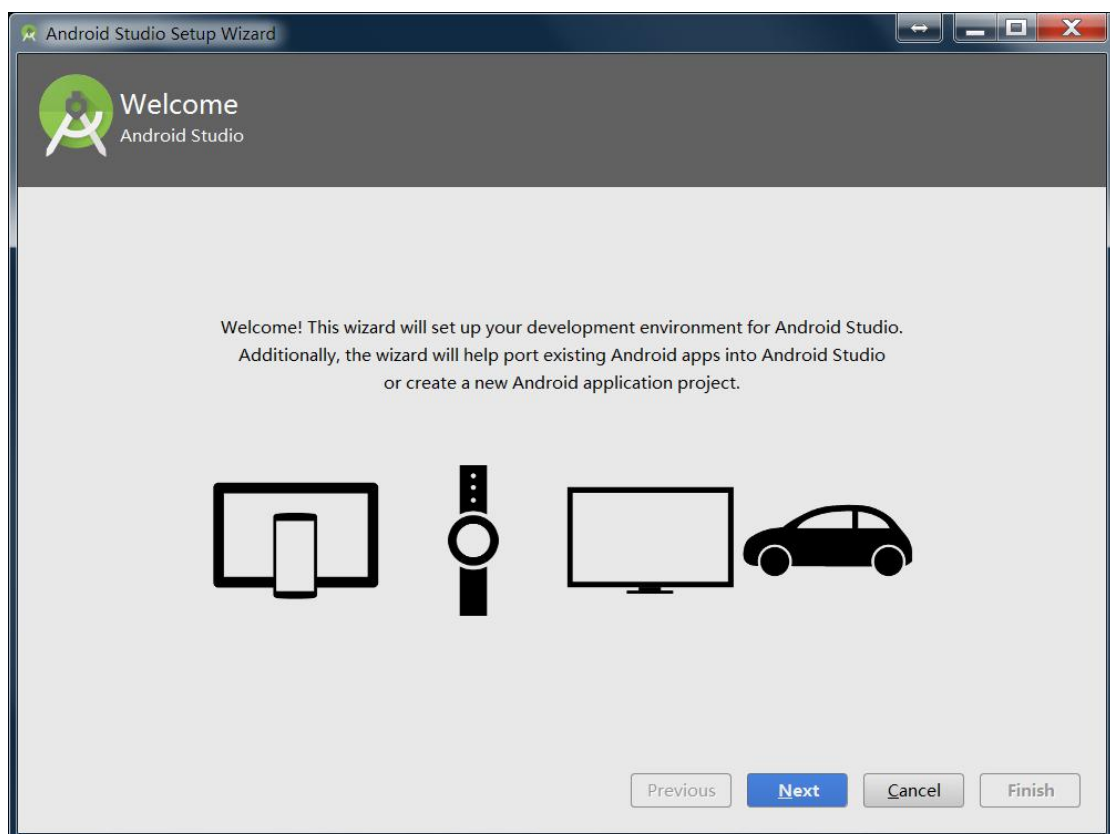 Android Studio Setup Wizard
Welcome
Android Studio
Welcome! This wizard will set up your development environment for Android Studio.
Additionally, the wizard will help port existing Android apps into Android Studio
or create a new Android application project.
Previous
Next
Cancel
Finish